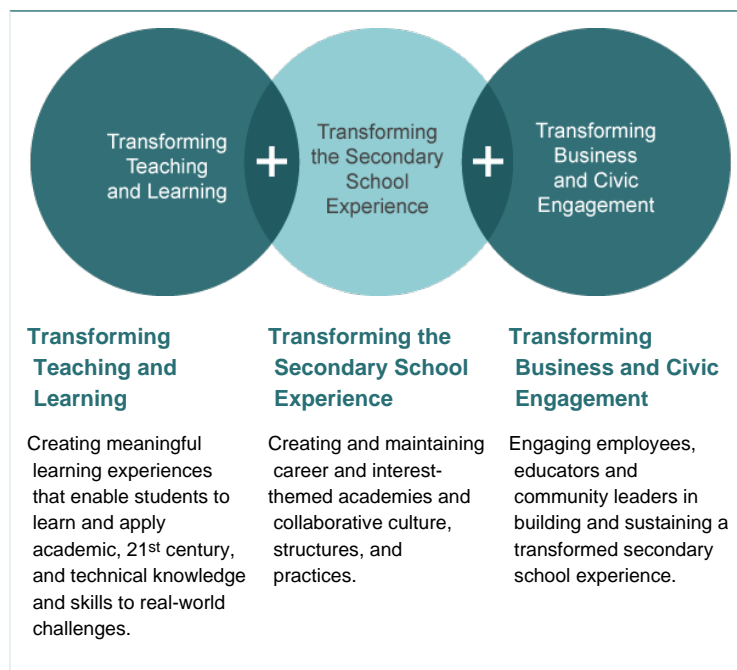 Transforming
Teaching
and Learning
+
Transforming
the Secondary
School
Experience
+
Transforming
Business
and Civic
Engagement
Transforming
Teaching and
Learning
Creating meaningful
learning experiences
that enable students to
learn and apply
academic, 21st century,
and technical knowledge
and skills to real-world
challenges.
Transforming the
Secondary School
Experience
Creating and maintaining
career and interest-
themed academies and
collaborative culture,
structures, and
practices.
Transforming
Business and Civic
Engagement
Engaging employees,
educators and
community leaders in
building and sustaining a
transformed secondary
school experience.